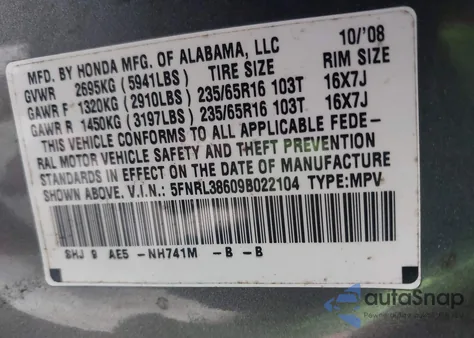 MFD. BY HONDA MFG. OF ALABAMA, LLC 10/'08
GVWR 2695KG (5941LBS) TIRE SIZE RIM SIZE
GAWR F 1320KG (2910LBS) 235/65R16 103T 16X7J
GAWR R 1450KG (3197LBS) 235/65R16 103T 16X7J
THIS VEHICLE CONFORMS TO ALL APPLICABLE FEDE-
RAL MOTOR VEHICLE SAFETY AND THEFT PREVENTION
STANDARDS IN EFFECT ON THE DATE OF MANUFACTURE
SHOWN ABOVE. V.I.N.: 5FNRL38609B022104 TYPE:MPV
SHJ 9 AE5 -NH741M -B -B
autoSnap